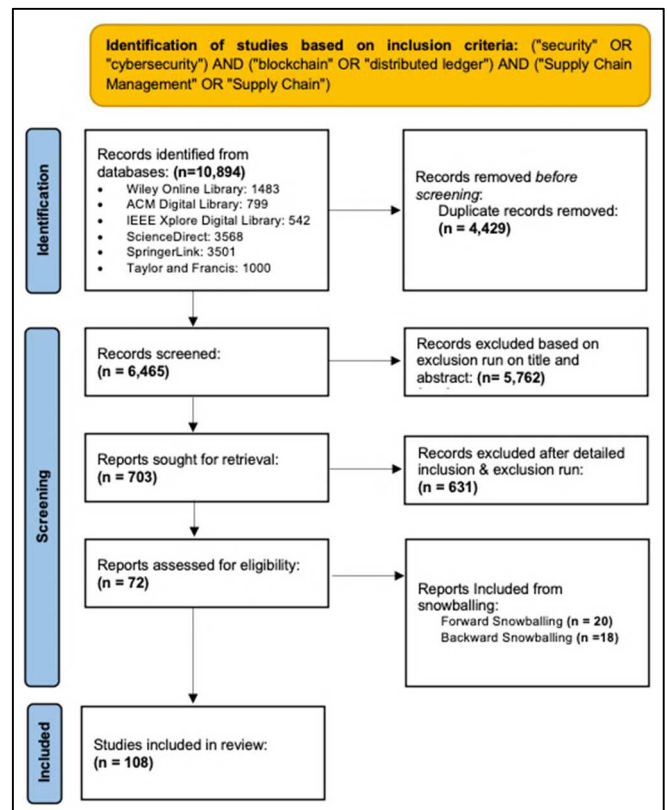 Identification of studies based on inclusion criteria: ("security" OR
"cybersecurity") AND ("blockchain" OR "distributed ledger") AND ("Supply Chain
Management" OR "Supply Chain")
Identification
Records identified from
databases: (n=10,894)
• Wiley Online Library: 1483
• ACM Digital Library: 799
• IEEE Xplore Digital Library: 542
• ScienceDirect: 3568
• SpringerLink: 3501
• Taylor and Francis: 1000
Records removed before
screening:
Duplicate records removed:
(n = 4,429)
Screening
Records screened:
(n = 6,465)
Records excluded based on
exclusion run on title and
abstract: (n= 5,762)
Reports sought for retrieval:
(n = 703)
Records excluded after detailed
inclusion & exclusion run:
(n = 631)
Reports assessed for eligibility:
(n = 72)
Reports Included from
snowballing:
Forward Snowballing (n = 20)
Backward Snowballing (n =18)
Included
Studies included in review:
(n = 108)